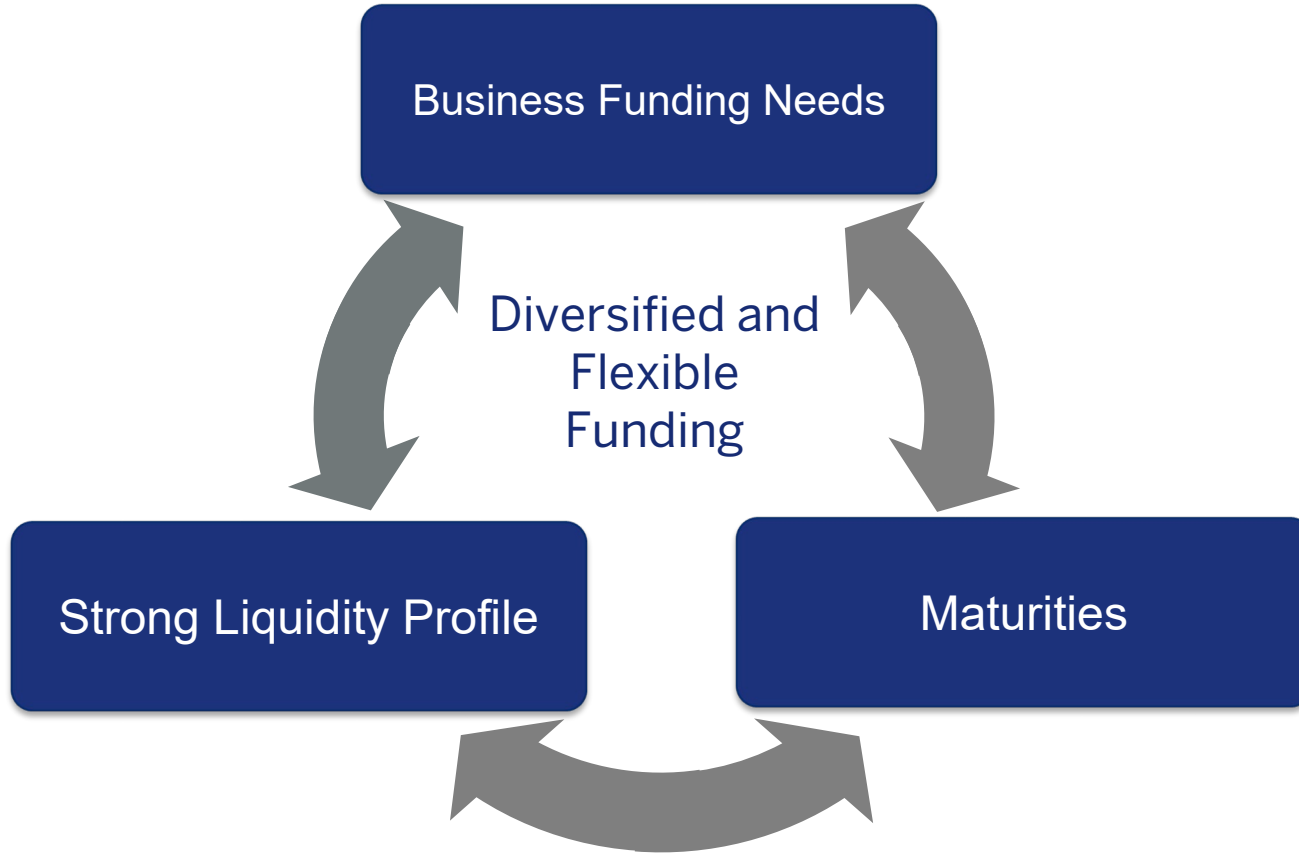 Business Funding Needs
Diversified and
Flexible
Funding
Strong Liquidity Profile
Maturities